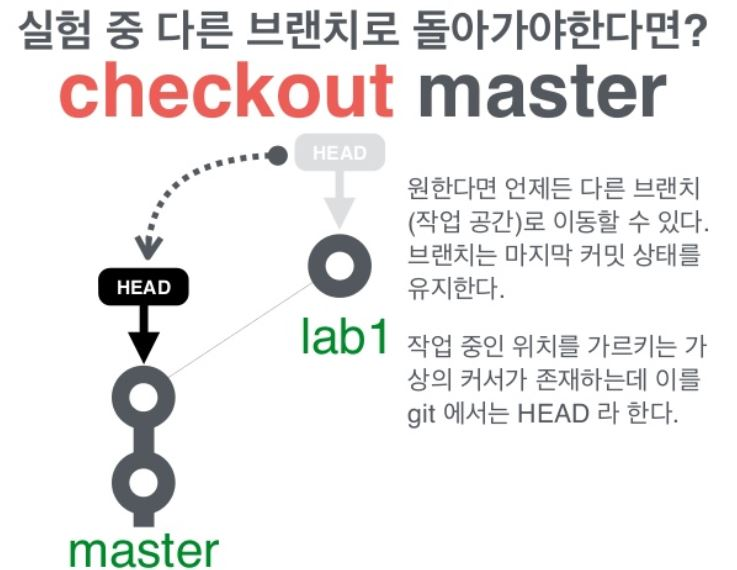 실험 중 다른 브랜치로 돌아가야한다면?
checkout master
HEAD
원한다면 언제든 다른 브랜치
(작업 공간)로 이동할 수 있다.
브랜치는 마지막 커밋 상태를
유지한다.
HEAD
lab1
작업 중인 위치를 가르키는 가
상의 커서가 존재하는데 이를
git 에서는 HEAD 라 한다.
master